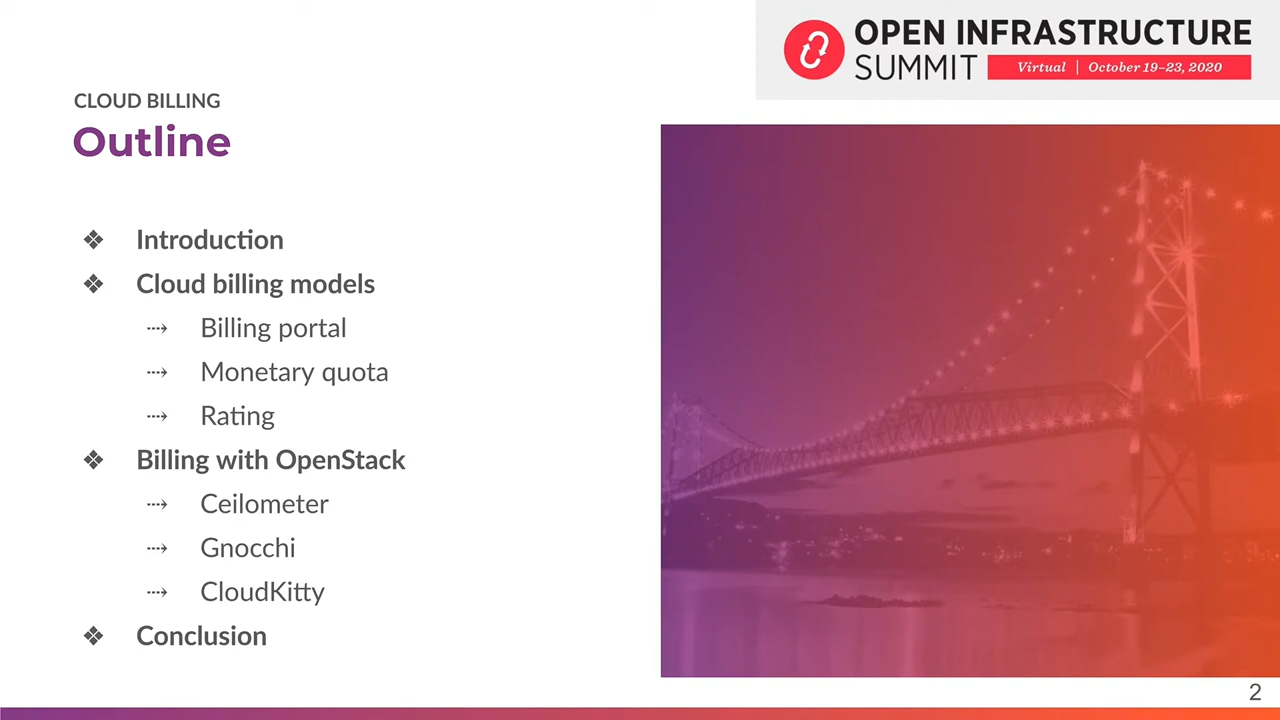 OPEN INFRASTRUCTURE
SUMMIT Virtual | October 19–23, 2020
CLOUD BILLING
Outline
❖ Introduction
❖ Cloud billing models
⇢ Billing portal
⇢ Monetary quota
⇢ Rating
❖ Billing with OpenStack
⇢ Ceilometer
⇢ Gnocchi
⇢ CloudKitty
❖ Conclusion
2